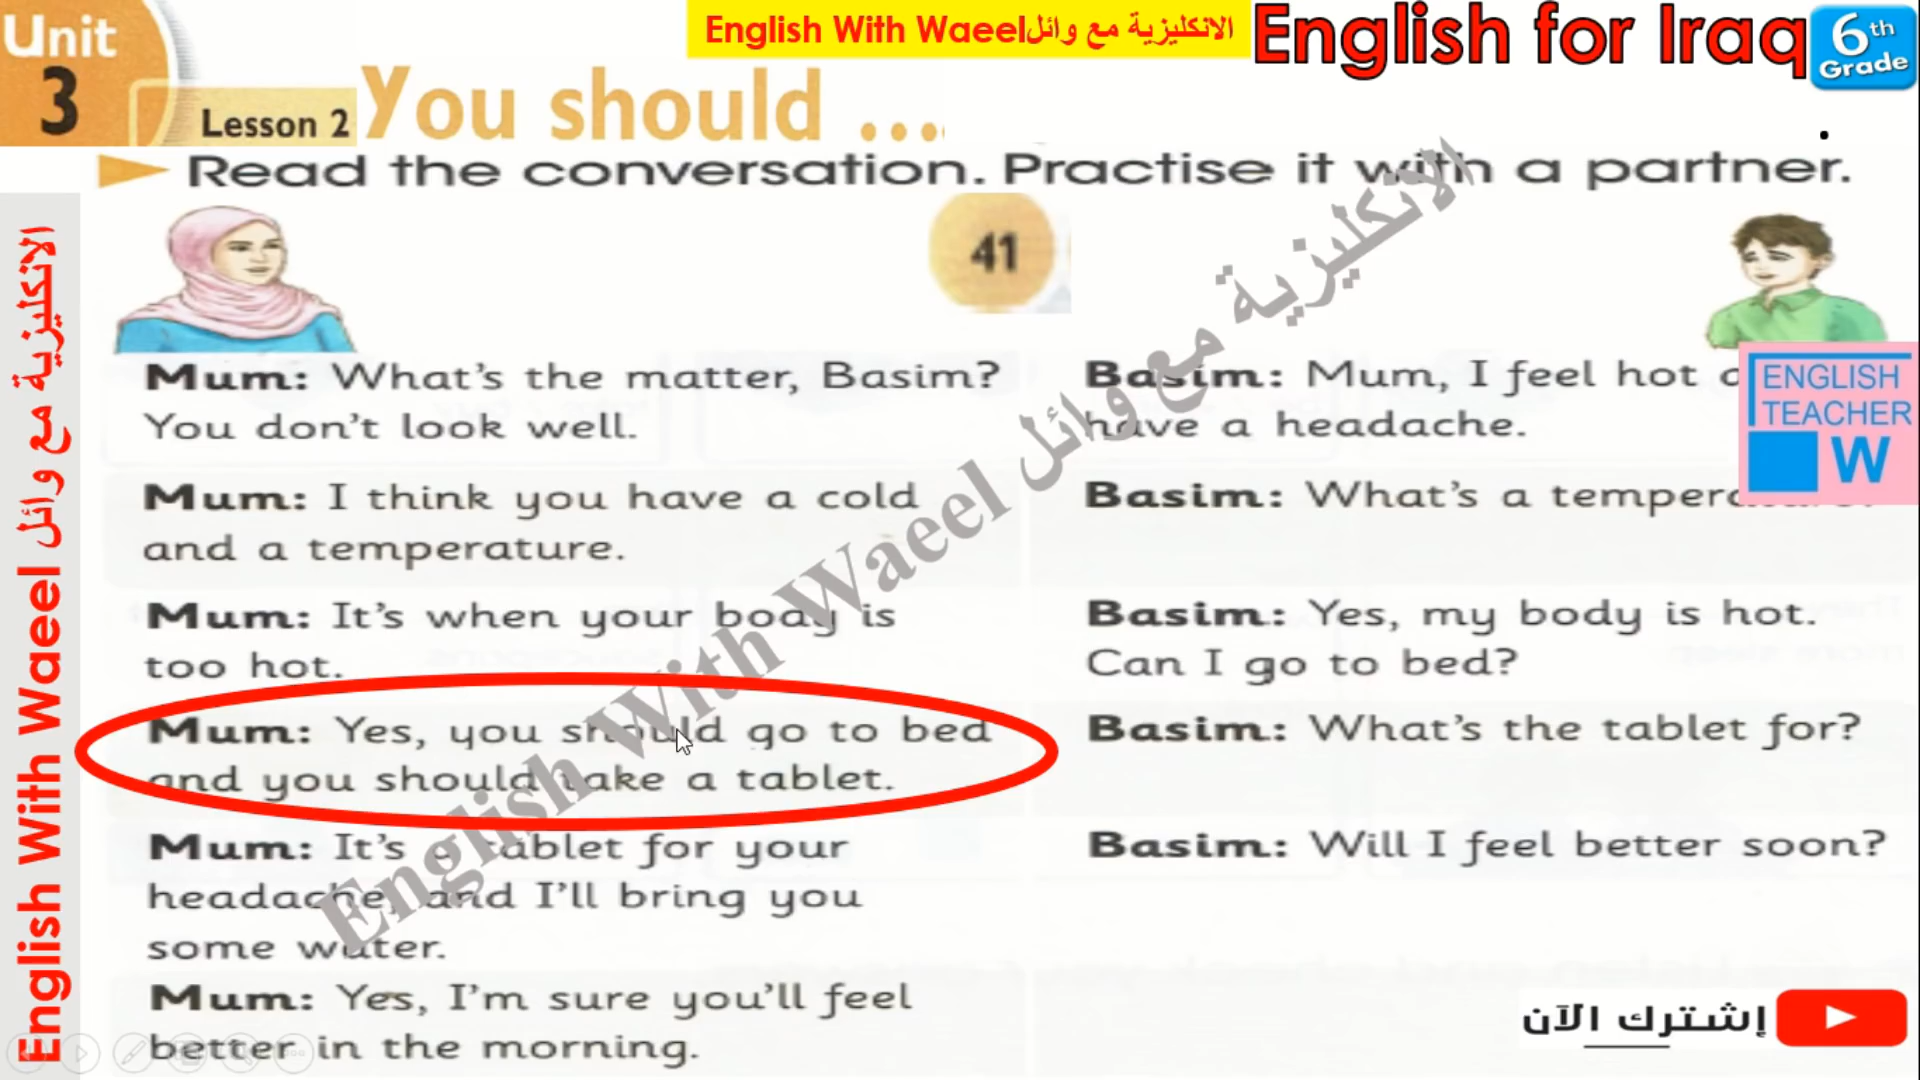 Unit
3
English With Waeelالانكليزية مع وائل
English for Iraq
6th
Grade
Lesson 2
You should ...
Read the conversation. Practise it with a partner.
41
Mum: What's the matter, Basim?
You don't look well.
Basim: Mum, I feel hot
have a headache.
ENGLISH
TEACHER
W
Mum: I think you have a cold
and a temperature.
Basim: What's a temperature?
Mum: It's when your body is
too hot.
Basim: Yes, my body is hot.
Can I go to bed?
Mum: Yes, you should go to bed
and you should take a tablet.
Basim: What's the tablet for?
Mum: It's a tablet for your
headache, and I'll bring you
some water.
Basim: Will I feel better soon?
Mum: Yes, I'm sure you'll feel
better in the morning.
إشترك الآن
English With Waeel الانكليزية مع وائل
English With Waeel الانكليزية مع وائل